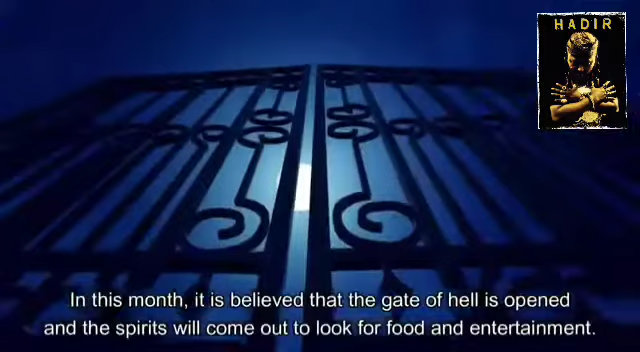 HADIR
In this month, it is believed that the gate of hell is opened
and the spirits will come out to look for food and entertainment.